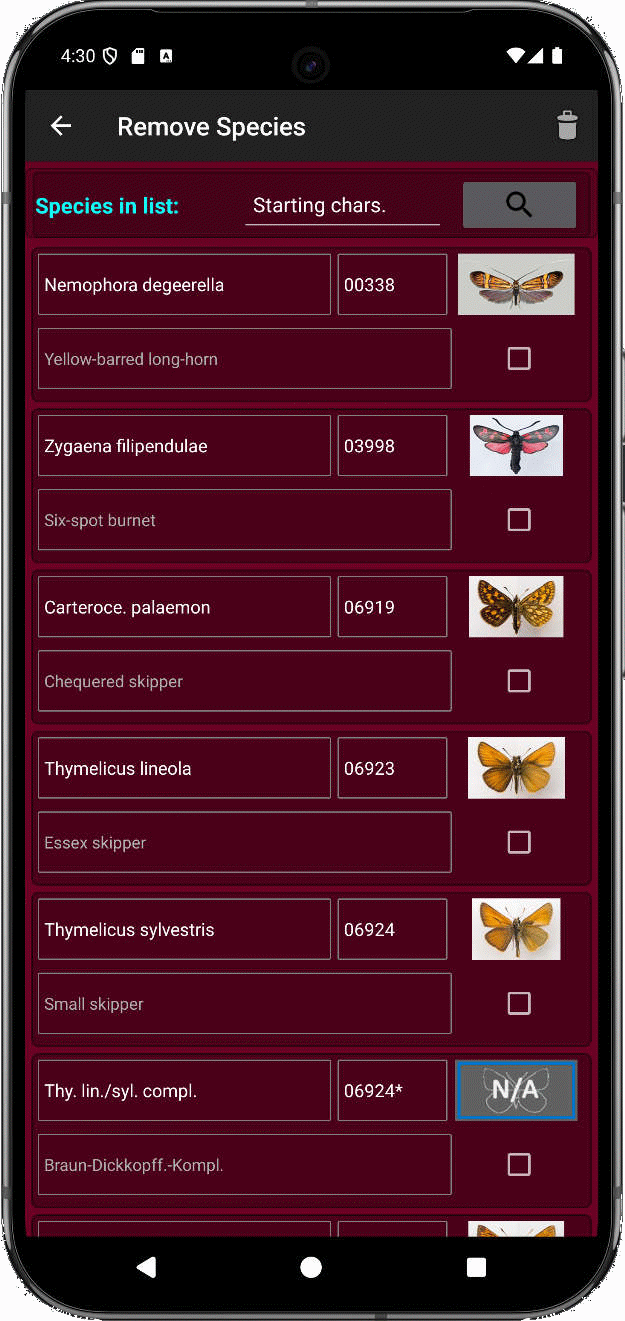 4:30
Remove Species
Species in list: Starting chars.
Nemophora degeerella 00338
Yellow-barred long-horn
Zygaena filipendulae 03998
Six-spot burnet
Carteroce. palaemon 06919
Chequered skipper
Thymelicus lineola 06923
Essex skipper
Thymelicus sylvestris 06924
Small skipper
Thy. lin./syl. compl. 06924* N/A
Braun-Dickkopff.-Kompl.